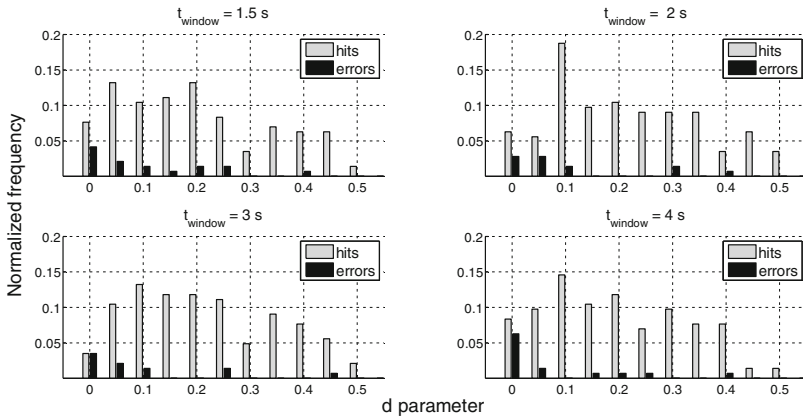 t_window = 1.5 s
t_window = 2 s
0.2
0.15
0.1
0.05
hits
errors
0 0.1 0.2 0.3 0.4 0.5
0.2
0.15
0.1
0.05
hits
errors
0 0.1 0.2 0.3 0.4 0.5
Normalized frequency
t_window = 3 s
t_window = 4 s
0.2
0.15
0.1
0.05
hits
errors
0 0.1 0.2 0.3 0.4 0.5
0.2
0.15
0.1
0.05
hits
errors
0 0.1 0.2 0.3 0.4 0.5
d parameter